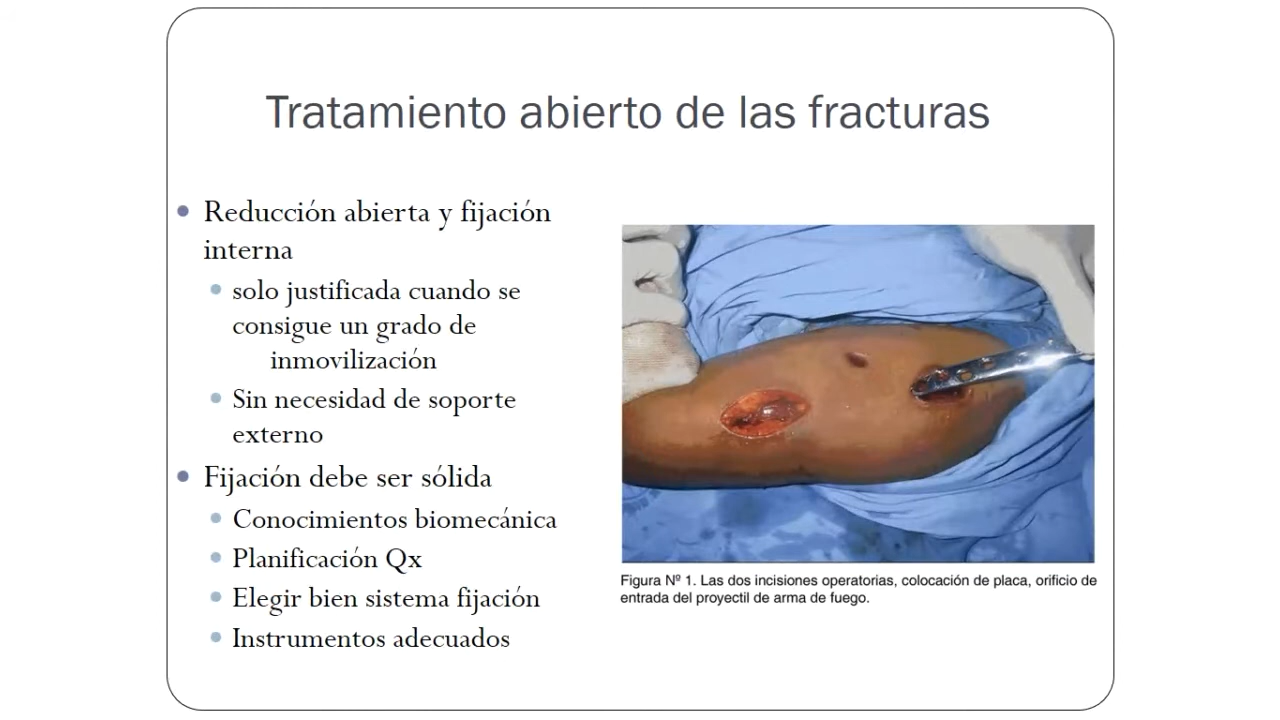 Tratamiento abierto de las fracturas
Reducción abierta y fijación
interna
solo justificada cuando se
consigue un grado de
inmovilización
Sin necesidad de soporte
externo
Fijación debe ser sólida
Conocimientos biomecánica
Planificación Qx
Elegir bien sistema fijación
Instrumentos adecuados
Figura Nº 1. Las dos incisiones operatorias, colocación de placa, orificio de
entrada del proyectil de arma de fuego.